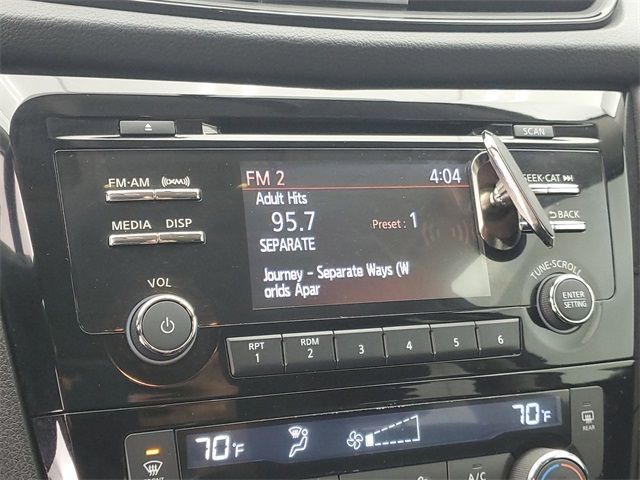 SCAN
FM·AM (((XM)))
SEEK·CAT
MEDIA DISP
BACK
FM 2 4:04
Adult Hits
95.7 Preset : 1
SEPARATE
Journey - Separate Ways (W
orlds Apar
VOL
TUNE·SCROLL
ENTER
SETTING
RPT
1
RDM
2
3
4
5
6
70°F
70°F
REAR
FRONT
A/C